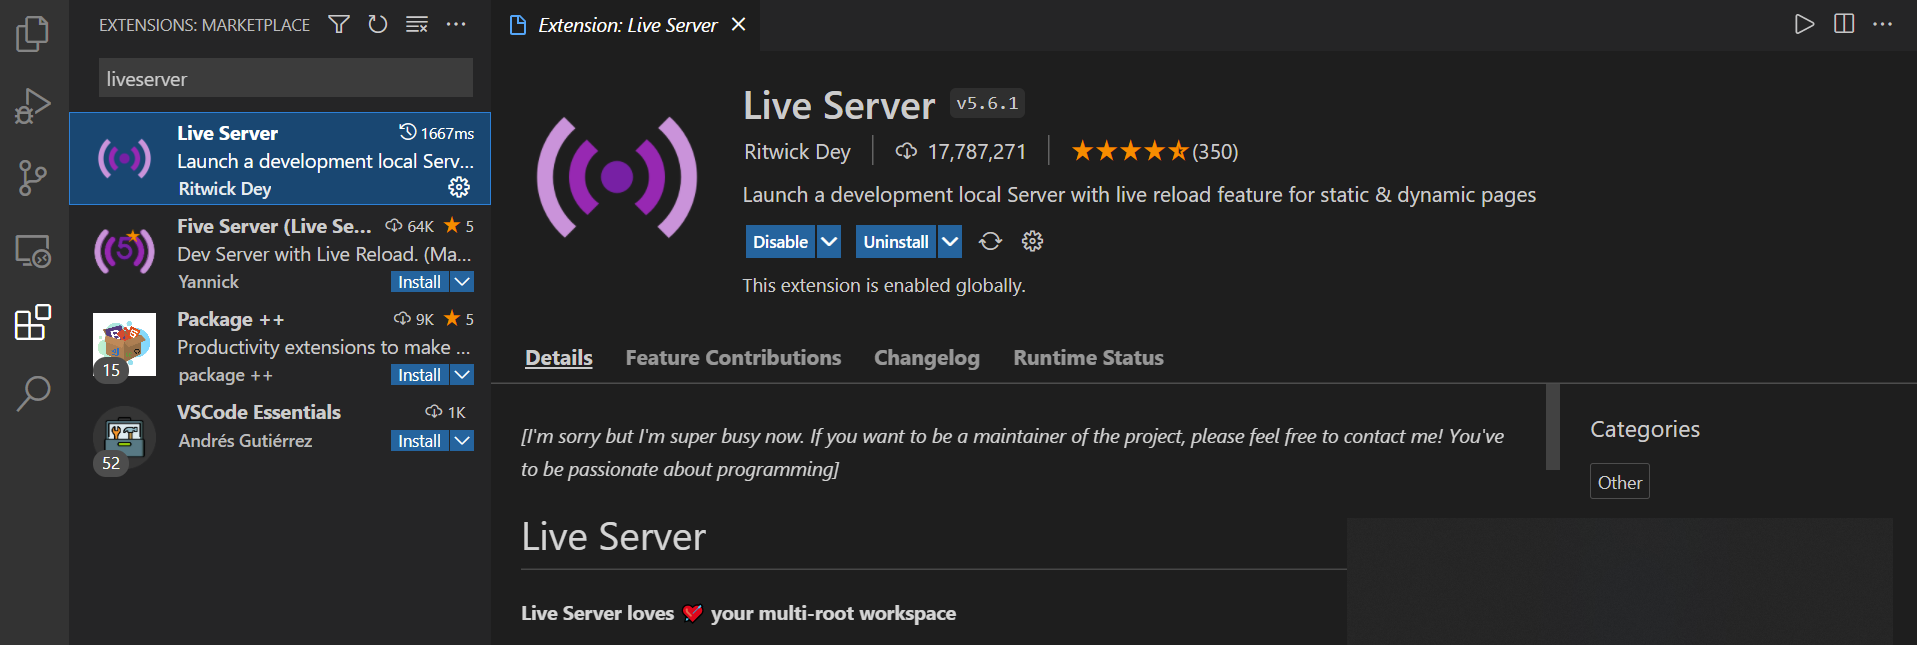 EXTENSIONS: MARKETPLACE
liveserver
Live Server 1667ms
Launch a development local Serv...
Ritwick Dey
Five Server (Live Se... 64K 5
Dev Server with Live Reload. (Ma...
Yannick Install
Package ++ 9K 5
Productivity extensions to make ...
15 package ++ Install
VSCode Essentials 1K
Andrés Gutiérrez Install
52
Extension: Live Server
Live Server v5.6.1
Ritwick Dey 17,787,271 (350)
Launch a development local Server with live reload feature for static & dynamic pages
Disable Uninstall
This extension is enabled globally.
Details Feature Contributions Changelog Runtime Status
[I'm sorry but I'm super busy now. If you want to be a maintainer of the project, please feel free to contact me! You've
to be passionate about programming]
Live Server
Live Server loves 💘 your multi-root workspace
Categories
Other